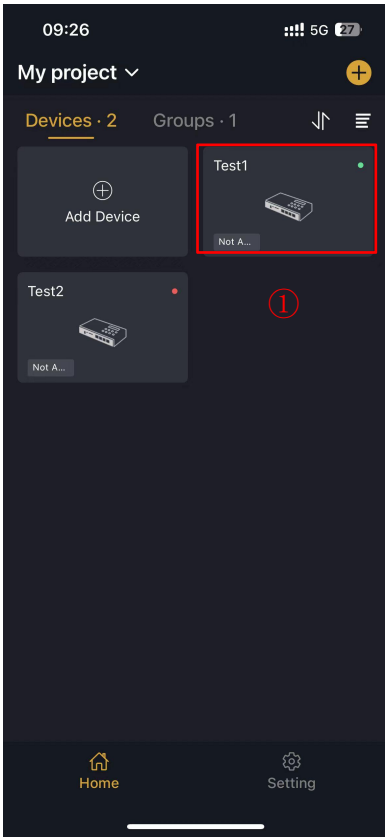 09:26
5G 27
My project
Devices · 2 Groups · 1
Add Device
Test1
Not A...
Test2
Not A...
①
Home
Setting